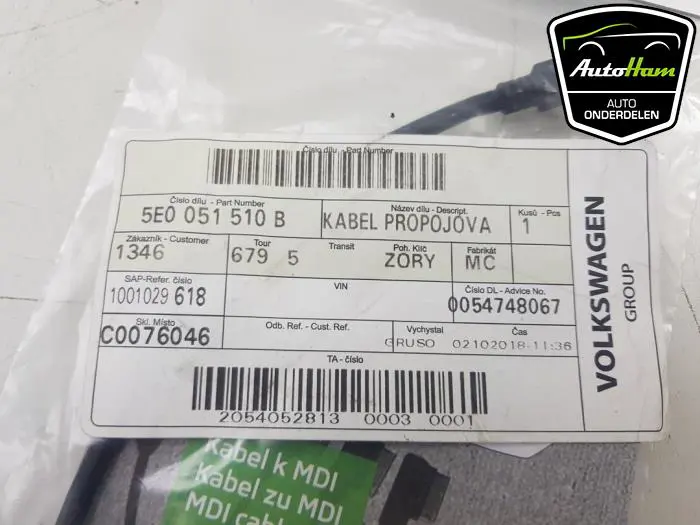 AutoHam
AUTO
ONDERDELEN
Číslo dílu - Part Number
Číslo dílu - Part Number
Název dílu - Descript.
Kusů - Pcs
5E0 051 510 B
KABEL PROPOJOVA
1
Zákazník - Customer
Tour
Transit
Poh. Klíč
Fabrikát
1346
679 5
ZORY
MC
SAP-Refer. číslo
VIN
Číslo DL - Advice No.
1001029 618
0054748067
Skl. Místo
Odb. Ref. - Cust. Ref.
Vychystal
Čas
C0076046
GRUSO
02102018-11:36
TA - číslo
2054052813 0003 0001
VOLKSWAGEN
GROUP
Kabel k MDI
Kabel zu MDI
MDI cable